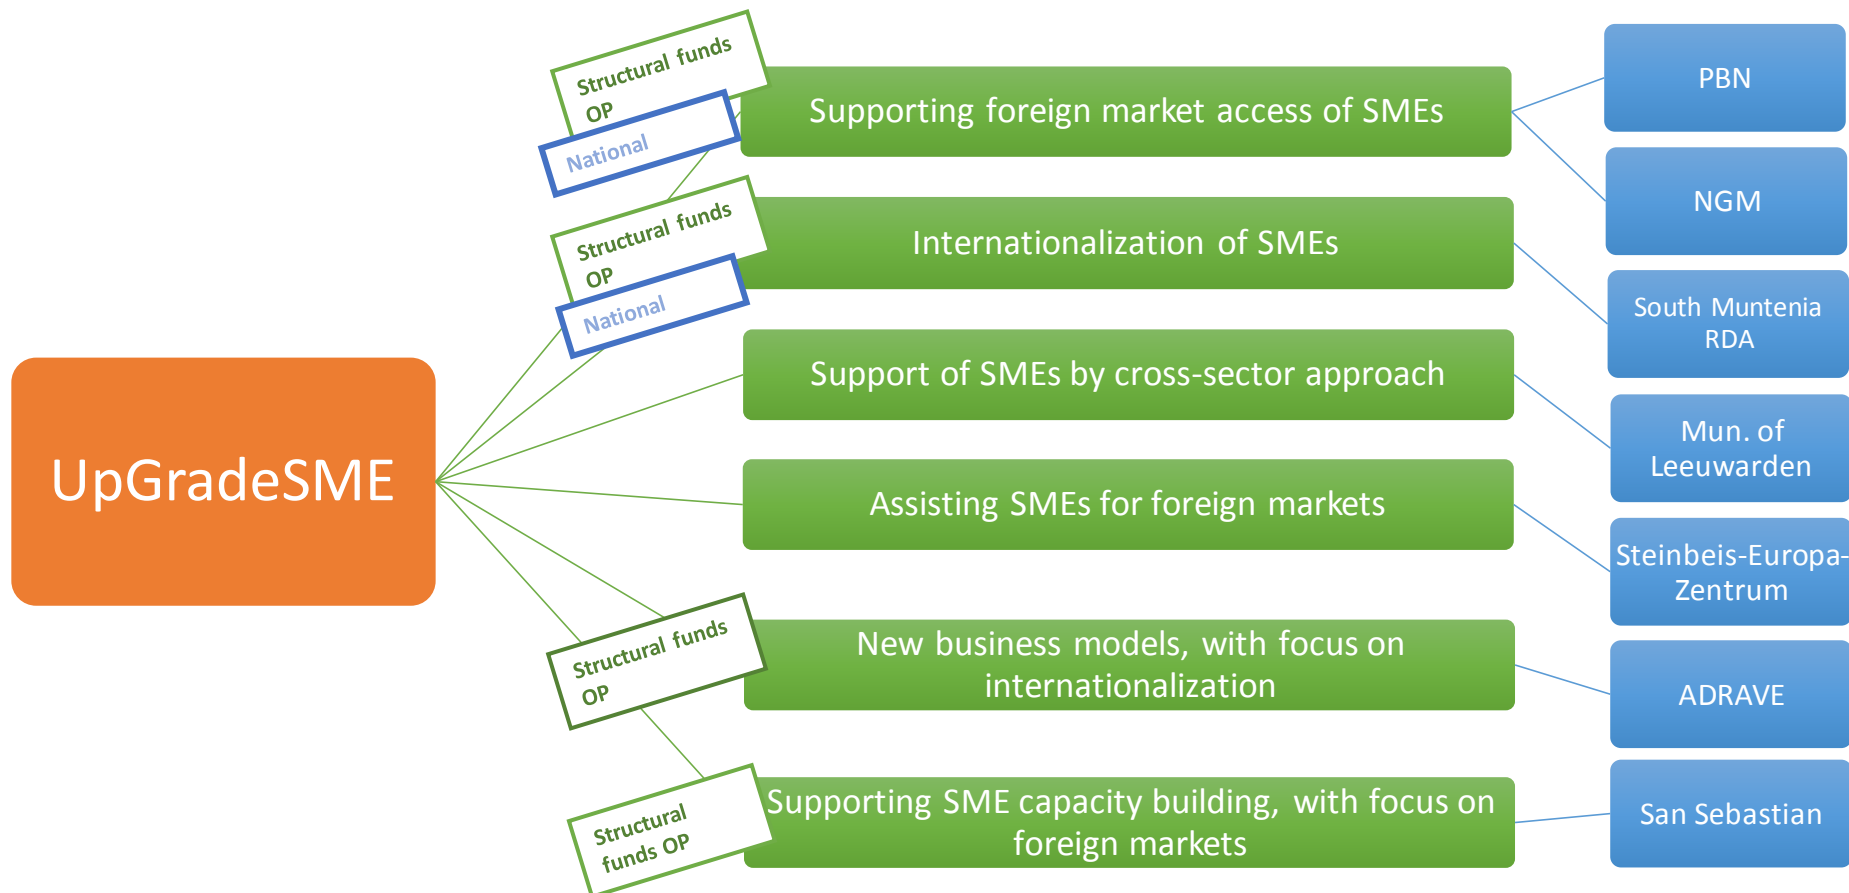 UpGradeSME
Structural funds
OP
National
Supporting foreign market access of SMEs
PBN
NGM
Structural funds
OP
National
Internationalization of SMEs
South Muntenia
RDA
Support of SMEs by cross-sector approach
Mun. of
Leeuwarden
Assisting SMEs for foreign markets
Steinbeis-Europa-
Zentrum
Structural funds
OP
New business models, with focus on
internationalization
ADRAVE
Structural
funds OP
Supporting SME capacity building, with focus on
foreign markets
San Sebastian